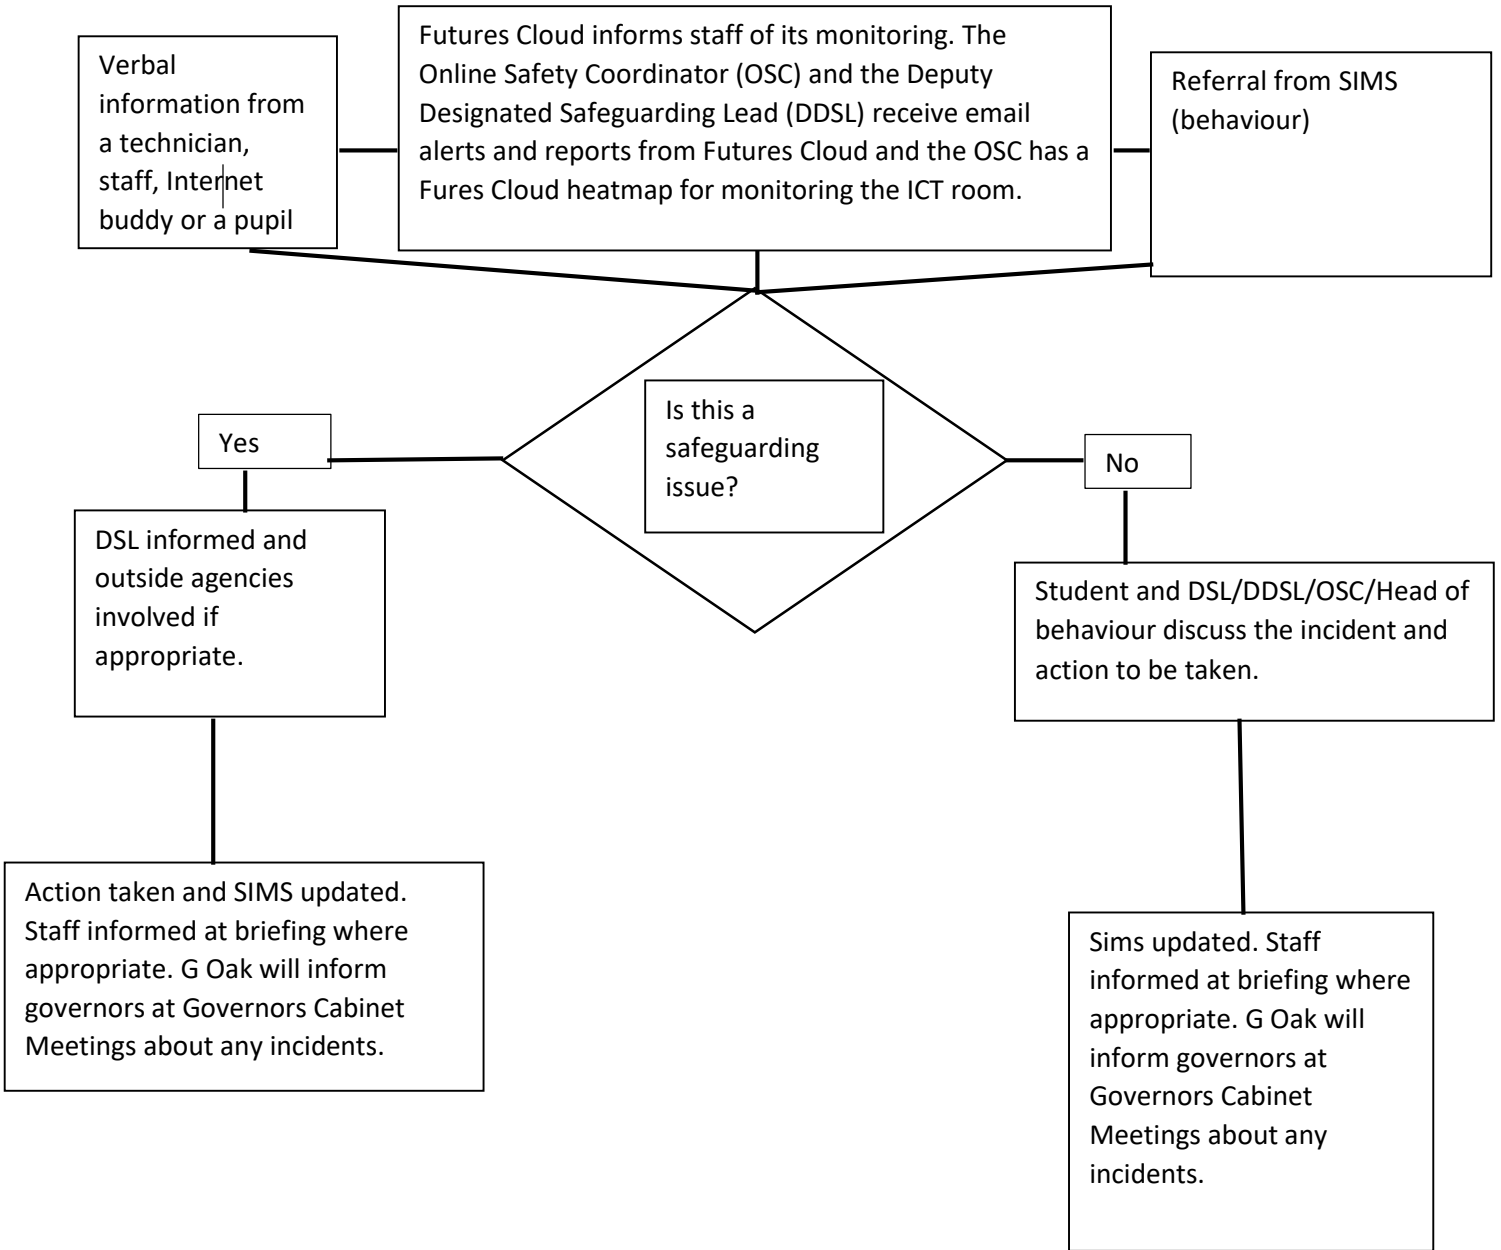 Verbal
information from
a technician,
staff, Internet
buddy or a pupil
Futures Cloud informs staff of its monitoring. The
Online Safety Coordinator (OSC) and the Deputy
Designated Safeguarding Lead (DDSL) receive email
alerts and reports from Futures Cloud and the OSC has a
Fures Cloud heatmap for monitoring the ICT room.
Referral from SIMS
(behaviour)
Is this a
safeguarding
issue?
Yes
No
DSL informed and
outside agencies
involved if
appropriate.
Student and DSL/DDSL/OSC/Head of
behaviour discuss the incident and
action to be taken.
Action taken and SIMS updated.
Staff informed at briefing where
appropriate. G Oak will inform
governors at Governors Cabinet
Meetings about any incidents.
Sims updated. Staff
informed at briefing where
appropriate. G Oak will
inform governors at
Governors Cabinet
Meetings about any
incidents.